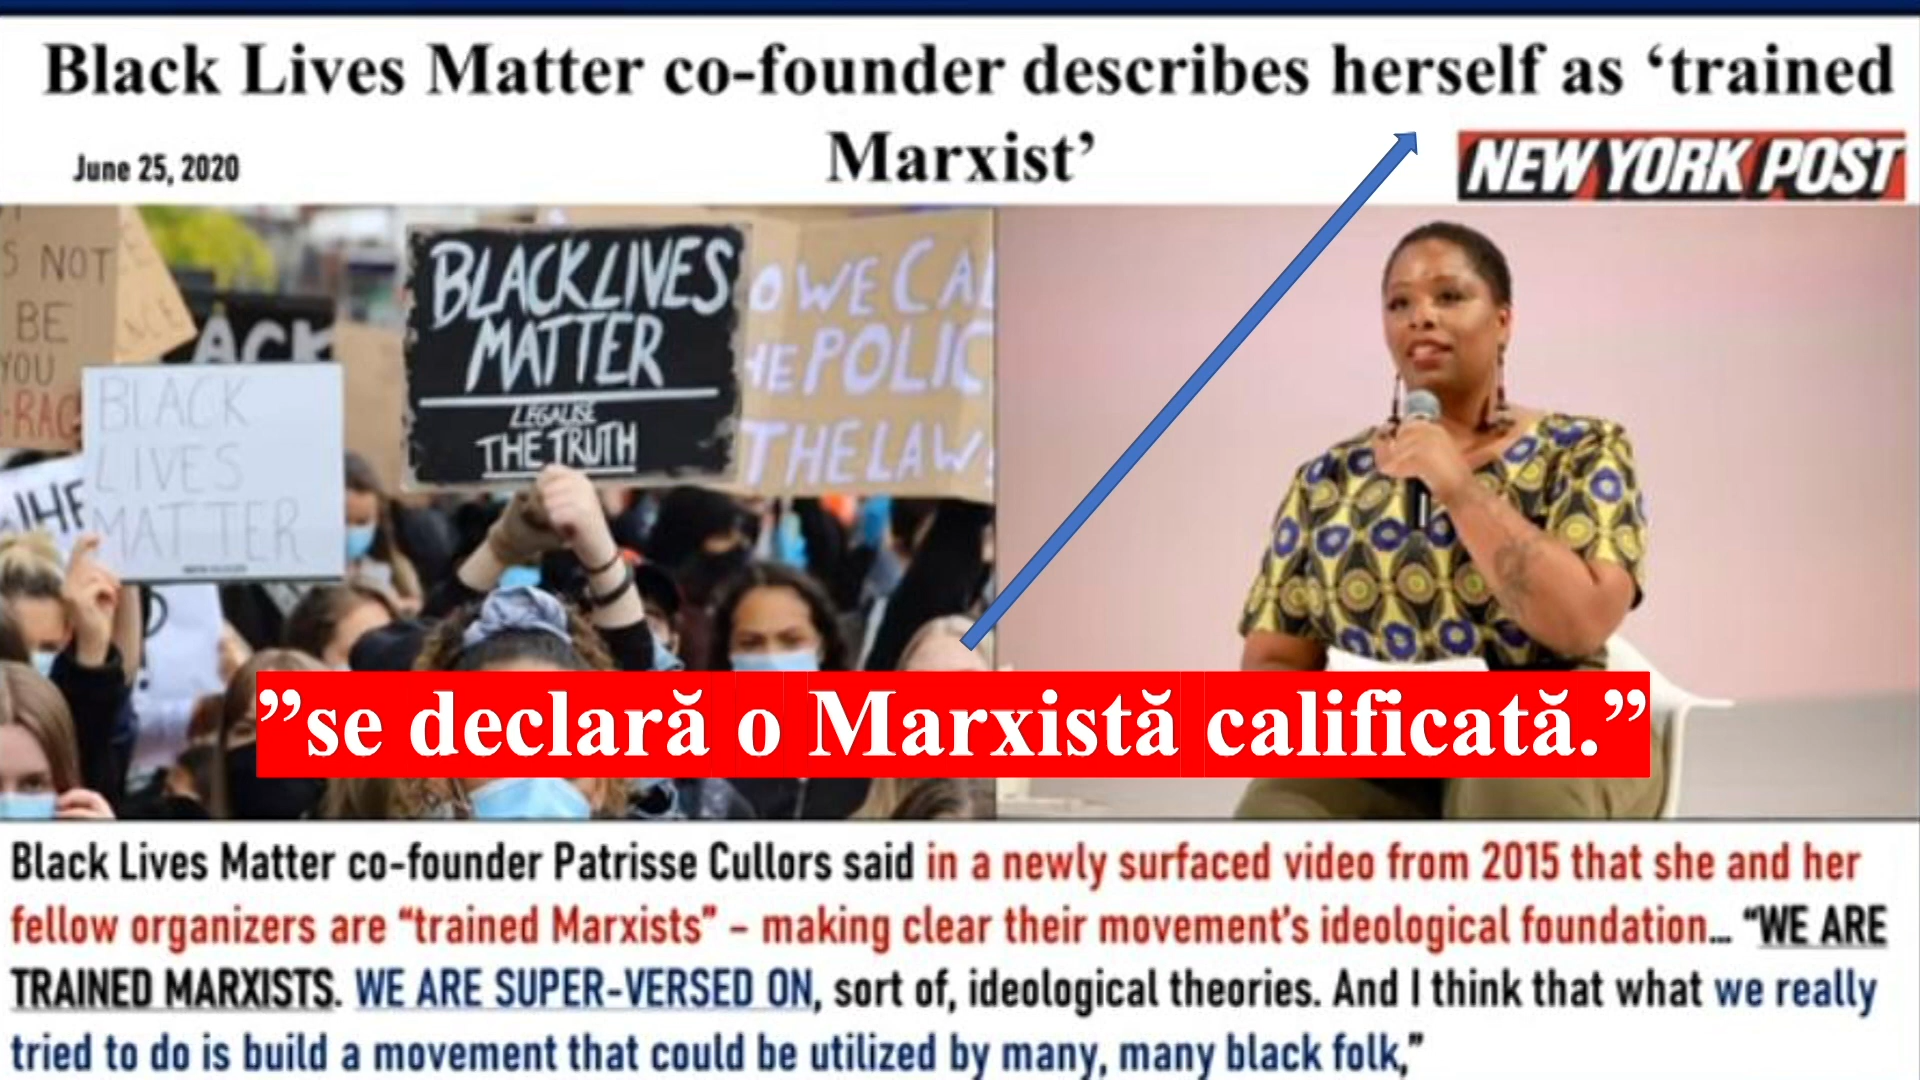 Black Lives Matter co-founder describes herself as ‘trained
Marxist’
June 25, 2020
NEW YORK POST
S NOT
BE
YOU
RAC
ACK
BLACK LIVES
MATTER
LEGALISE
THE TRUTH
O WE CAL
HE POLIC
THE LAW
BLACK
LIVES
MATTER
”se declară o Marxistă calificată.”
Black Lives Matter co-founder Patrisse Cullors said in a newly surfaced video from 2015 that she and her
fellow organizers are “trained Marxists” – making clear their movement’s ideological foundation... “WE ARE
TRAINED MARXISTS. WE ARE SUPER-VERSED ON, sort of, ideological theories. And I think that what we really
tried to do is build a movement that could be utilized by many, many black folk,”